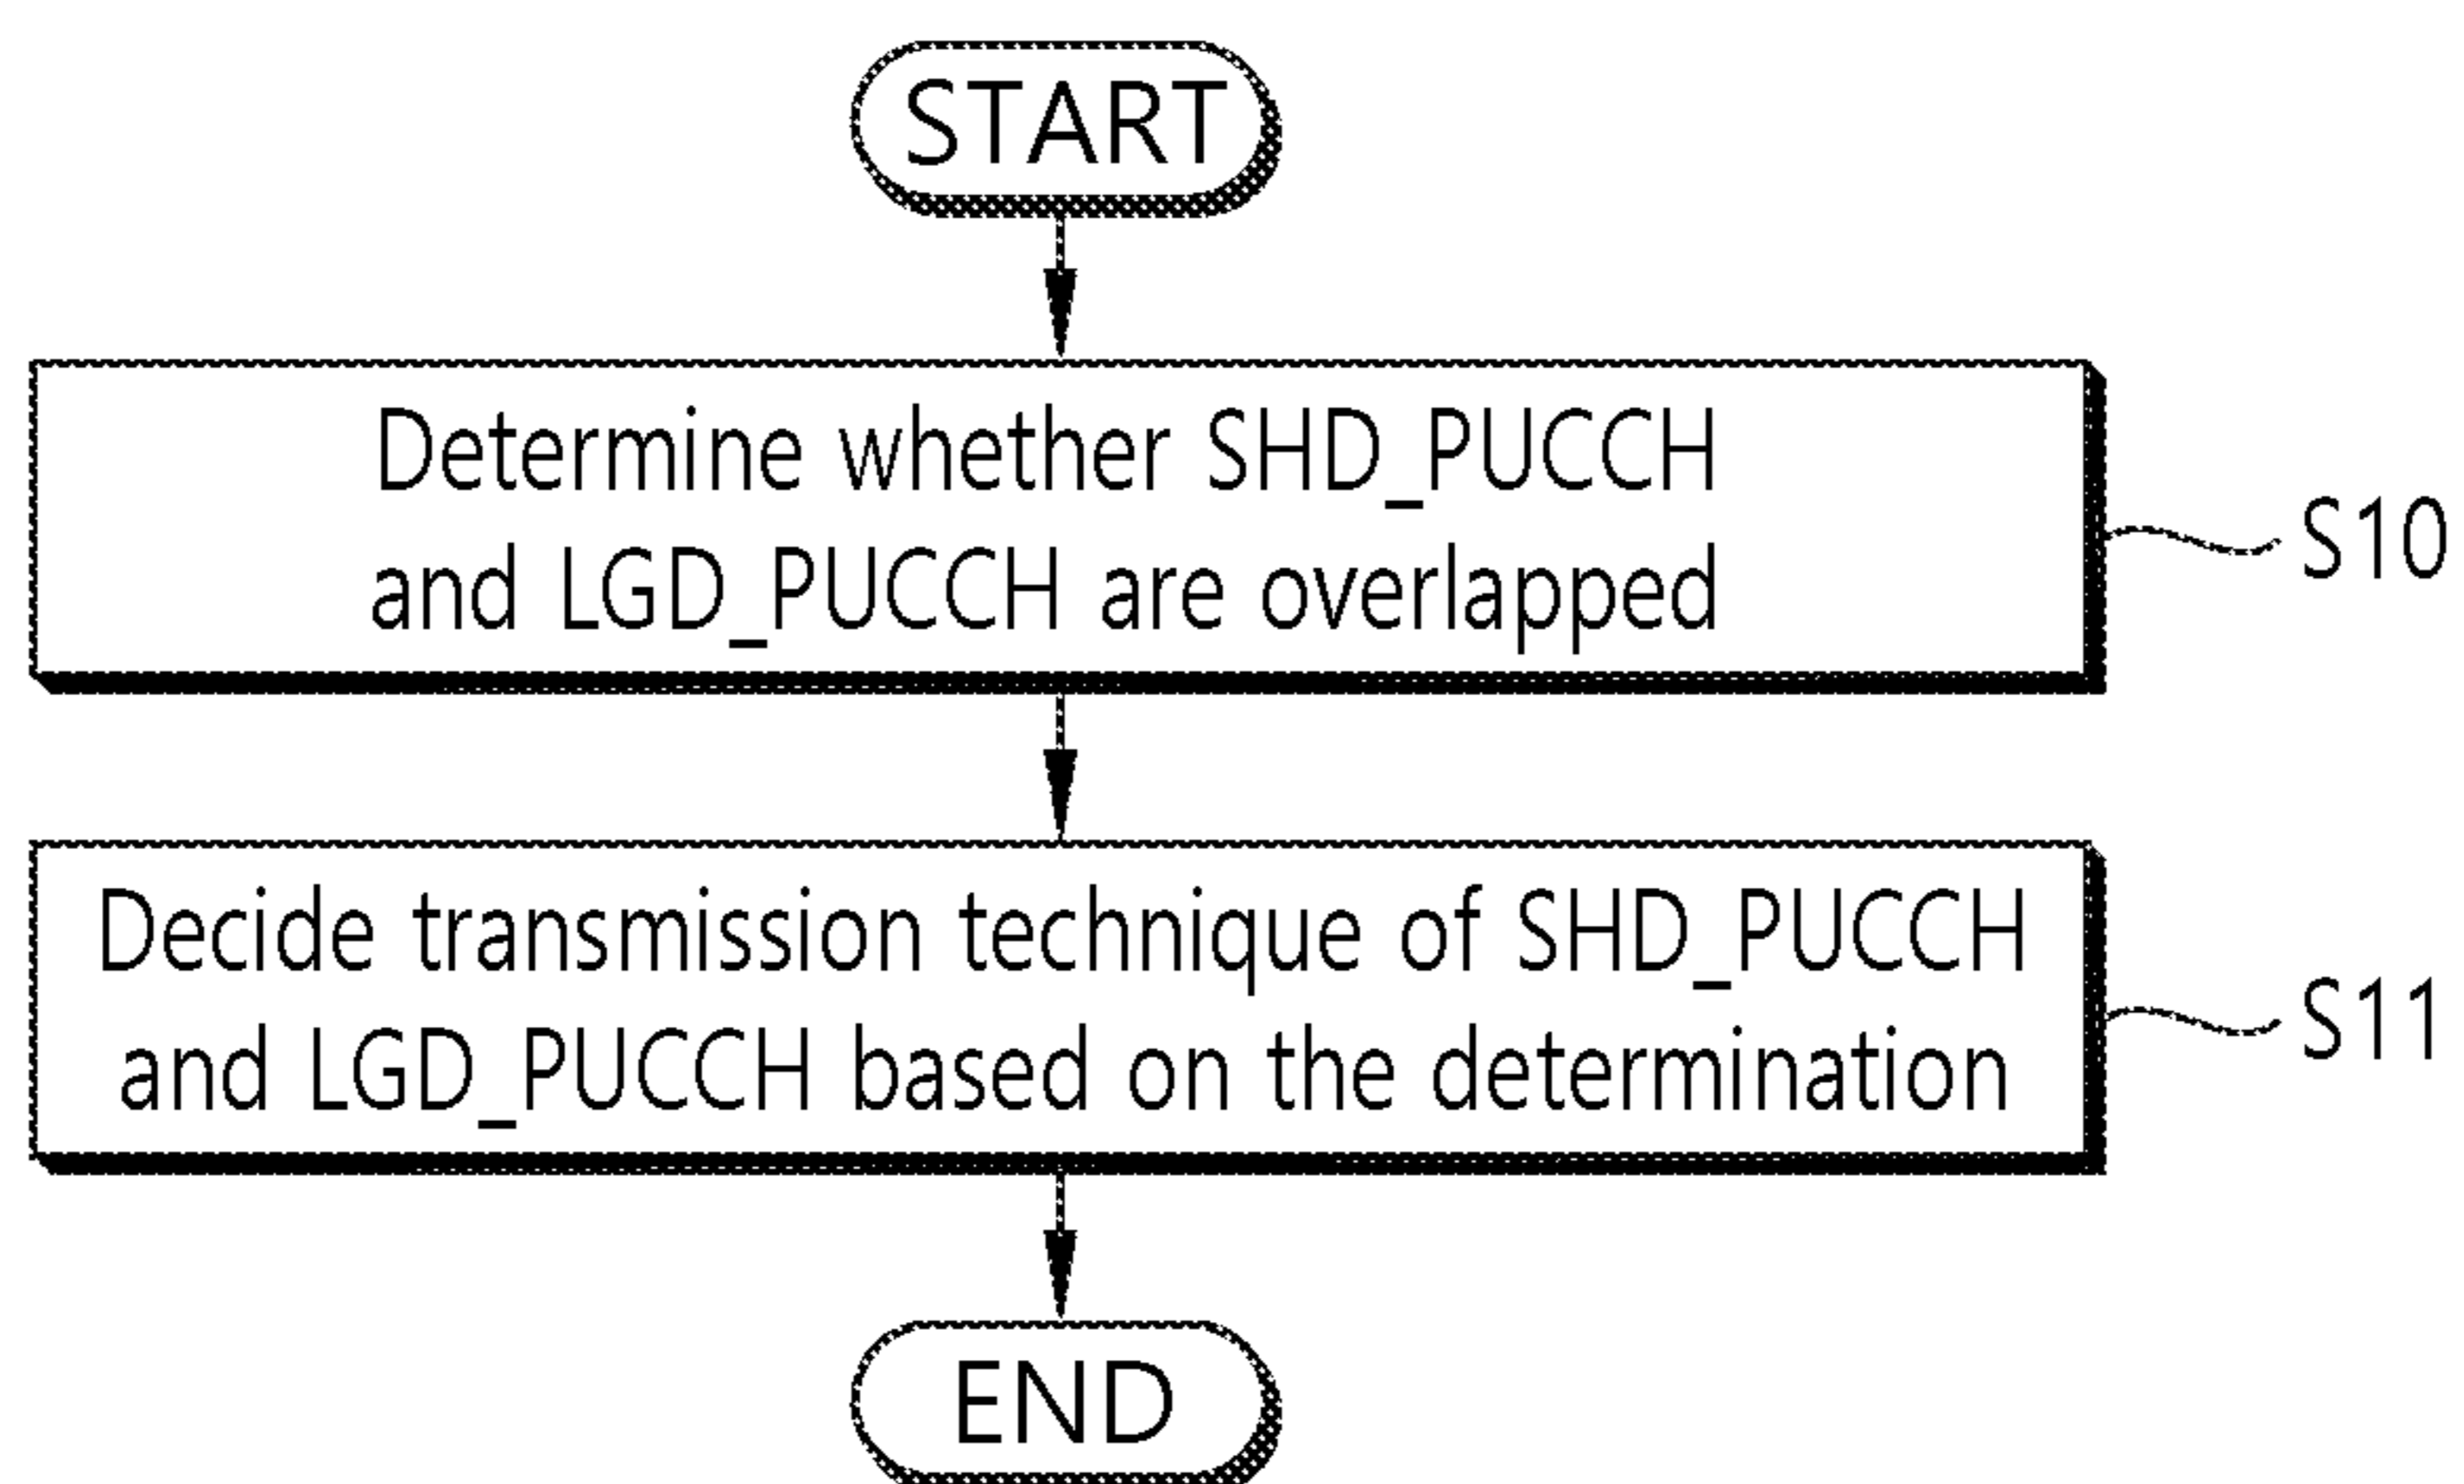 START
Determine whether SHD_PUCCH
and LGD_PUCCH are overlapped
S10
Decide transmission technique of SHD_PUCCH
and LGD_PUCCH based on the determination
S11
END